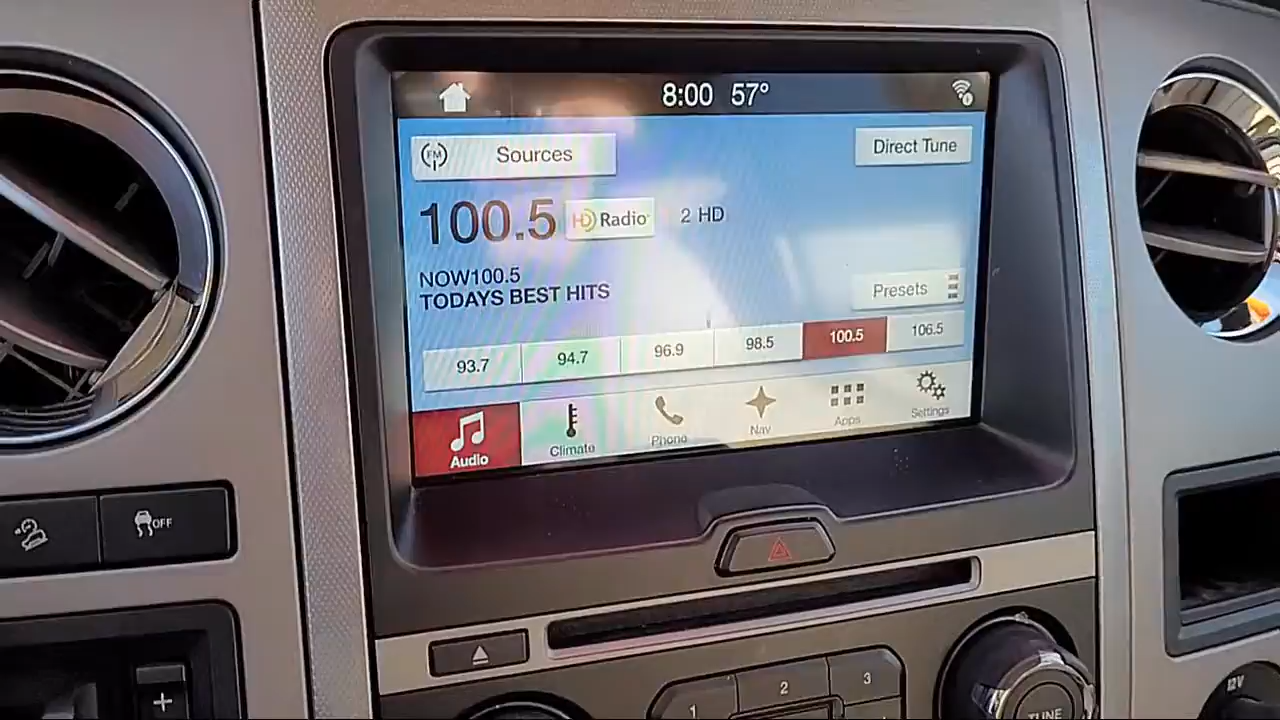 8:00 57°
FM Sources
Direct Tune
100.5 HD Radio 2 HD
NOW100.5
TODAYS BEST HITS
Presets
93.7 94.7 96.9 98.5 100.5 106.5
Audio Climate Phone Nav Apps Settings
OFF
1 2 3
TUNE
12V
+